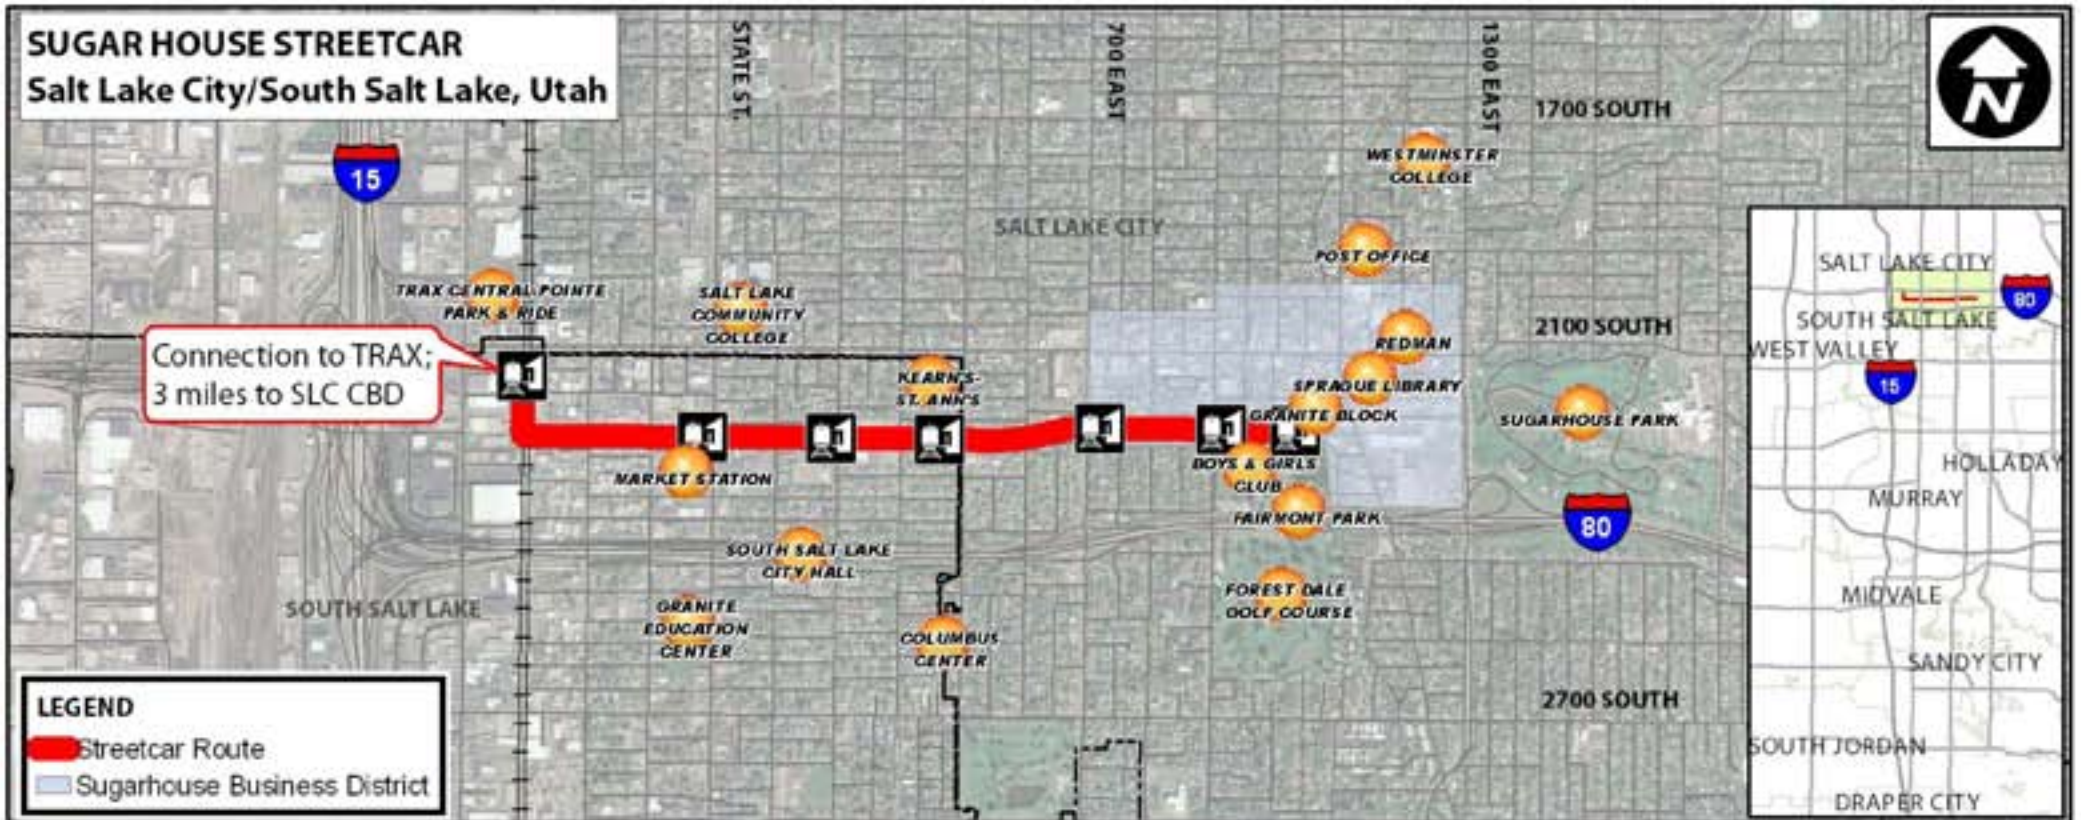 SUGAR HOUSE STREETCAR
Salt Lake City/South Salt Lake, Utah
STATE ST.
700 EAST
1300 EAST
1700 SOUTH
N
15
WESTMINSTER
COLLEGE
SALT LAKE CITY
POST OFFICE
TRAX CENTRAL POINTE
PARK & RIDE
SALT LAKE
COMMUNITY
COLLEGE
2100 SOUTH
REDMAN
Connection to TRAX;
3 miles to SLC CBD
KEARN'S-
ST. ANN'S
SPRAGUE LIBRARY
GRANITE BLOCK
SUGARHOUSE PARK
MARKET STATION
BOYS & GIRLS
CLUB
FAIRMONT PARK
80
SOUTH SALT LAKE
CITY HALL
SOUTH SALT LAKE
GRANITE
EDUCATION
CENTER
COLUMBUS
CENTER
FOREST DALE
GOLF COURSE
2700 SOUTH
LEGEND
Streetcar Route
Sugarhouse Business District
SALT LAKE CITY
80
SOUTH SALT LAKE
WEST VALLEY
15
HOLLADAY
MURRAY
MIDVALE
SANDY CITY
SOUTH JORDAN
DRAPER CITY